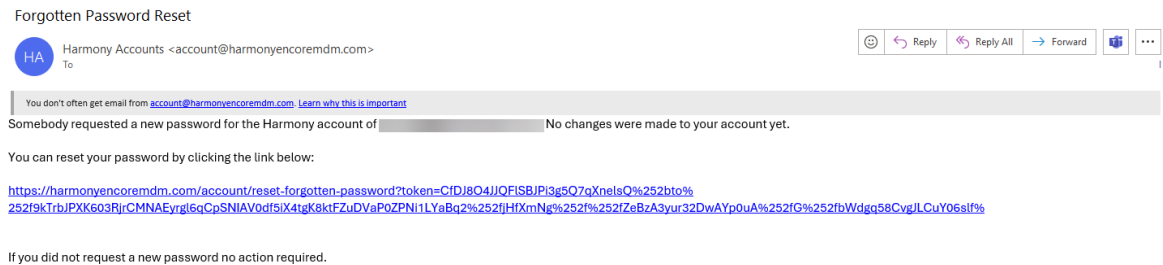 Forgotten Password Reset
HA
Harmony Accounts <account@harmonyencoremdm.com>
To
Reply
Reply All
Forward
You don't often get email from account@harmonyencoremdm.com. Learn why this is important
Somebody requested a new password for the Harmony account of No changes were made to your account yet.
You can reset your password by clicking the link below:
https://harmonyencoremdm.com/account/reset-forgotten-password?token=CfDJ8O4JJQFlSBJPi3g5Q7qXnelsQ%252bto%
252f9kTrbJPXK603RjrCMNAEyrgl6qCpSNIAV0df5iX4tgK8ktFZuDVaP0ZPNi1LYaBq2%252fjHfXmNg%252f%252fZeBzA3yur32DwAYp0uA%252fG%252fbWdgq58CvgJLCuY06slf%
If you did not request a new password no action required.